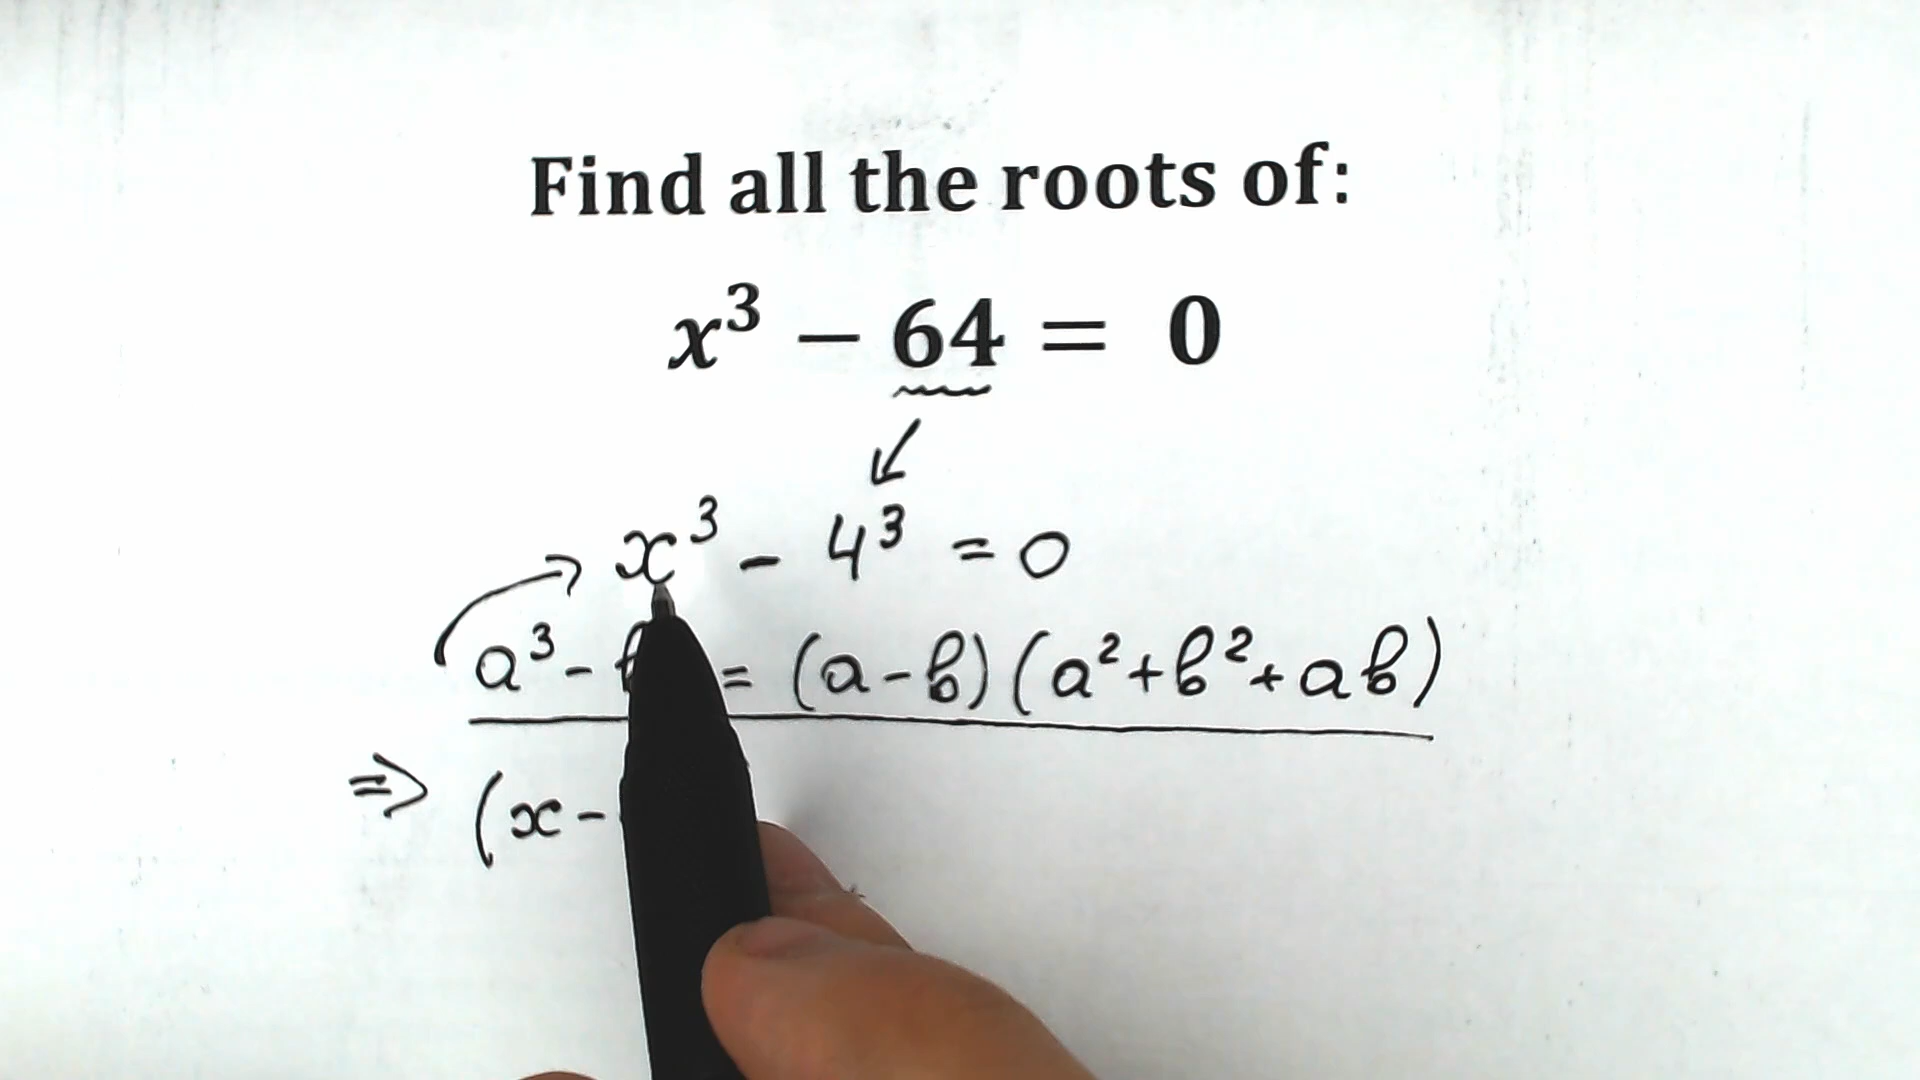 Find all the roots of:
x³ − 64 = 0
x³ - 4³ = 0
a³ - = (a - b)(a² + b² + ab)
⇒ (x -